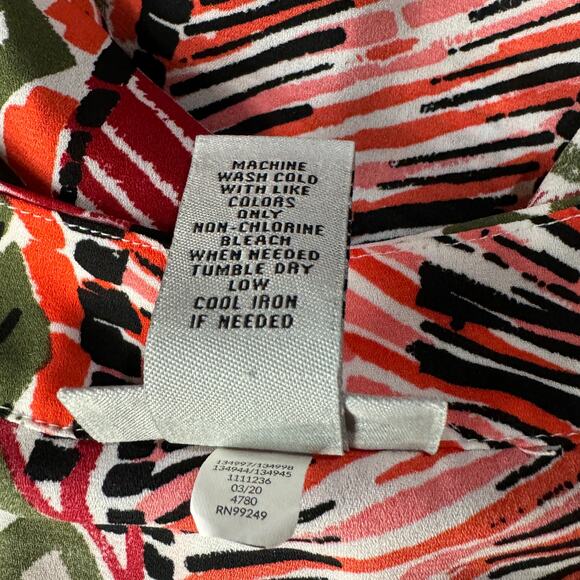 MACHINE
WASH COLD
WITH LIKE
COLORS
ONLY
NON-CHLORINE
BLEACH
WHEN NEEDED
TUMBLE DRY
LOW
COOL IRON
IF NEEDED
134997/134998
134944/134945
1111236
03/20
4780
RN99249